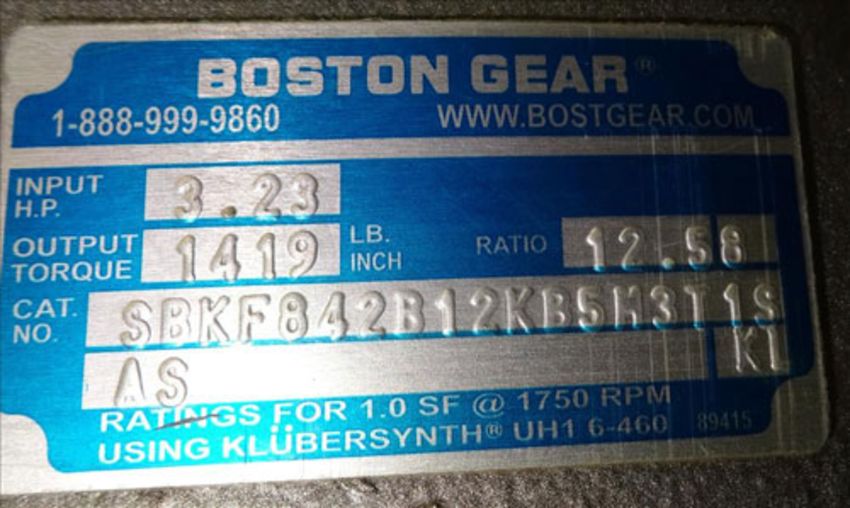 BOSTON GEAR®
1-888-999-9860 WWW.BOSTGEAR.COM
INPUT H.P. 3.23
OUTPUT TORQUE 1419 LB. INCH RATIO 12.58
CAT. NO. SBKF842B12KB5M3T1S
AS KL
RATINGS FOR 1.0 SF @ 1750 RPM
USING KLÜBERSYNTH® UH1 6-460 89415